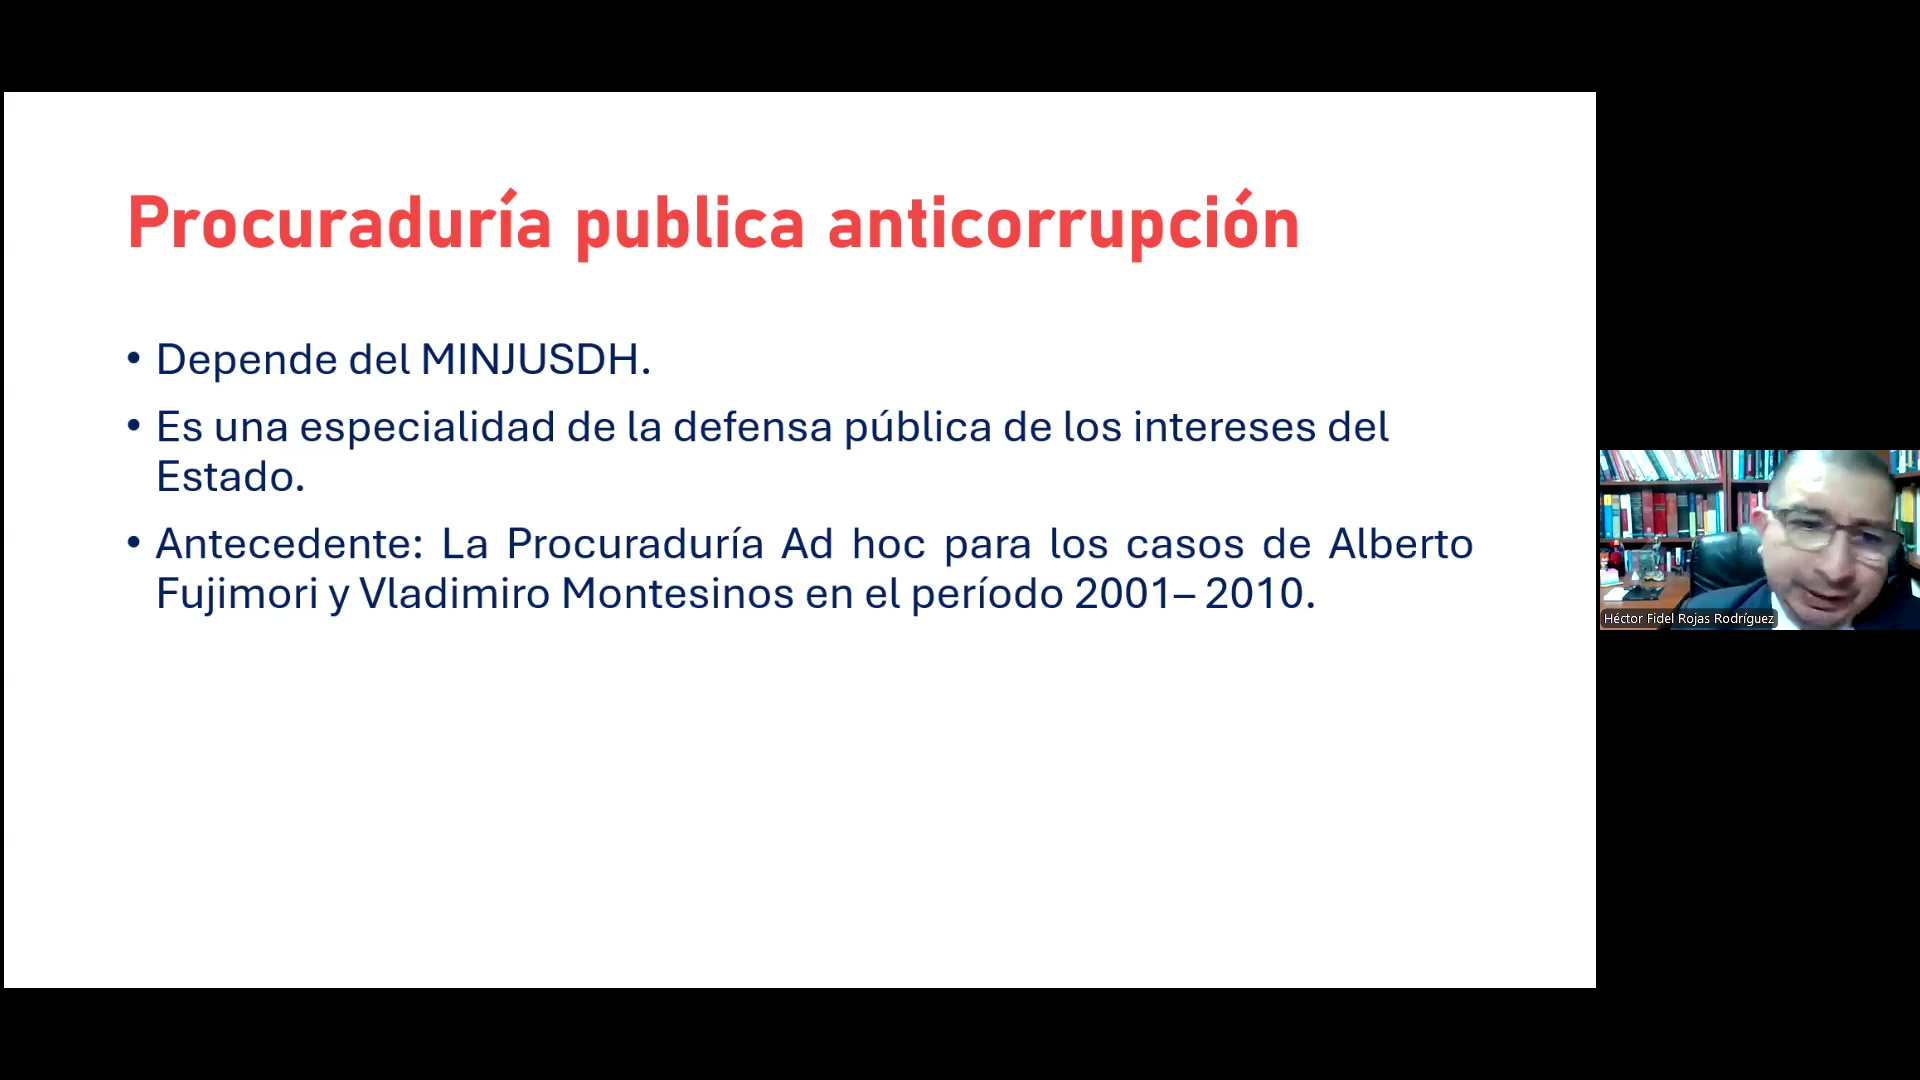 Procuraduría publica anticorrupción
• Depende del MINJUSDH.
• Es una especialidad de la defensa pública de los intereses del
Estado.
• Antecedente: La Procuraduría Ad hoc para los casos de Alberto
Fujimori y Vladimiro Montesinos en el período 2001– 2010.
Héctor Fidel Rojas Rodríguez